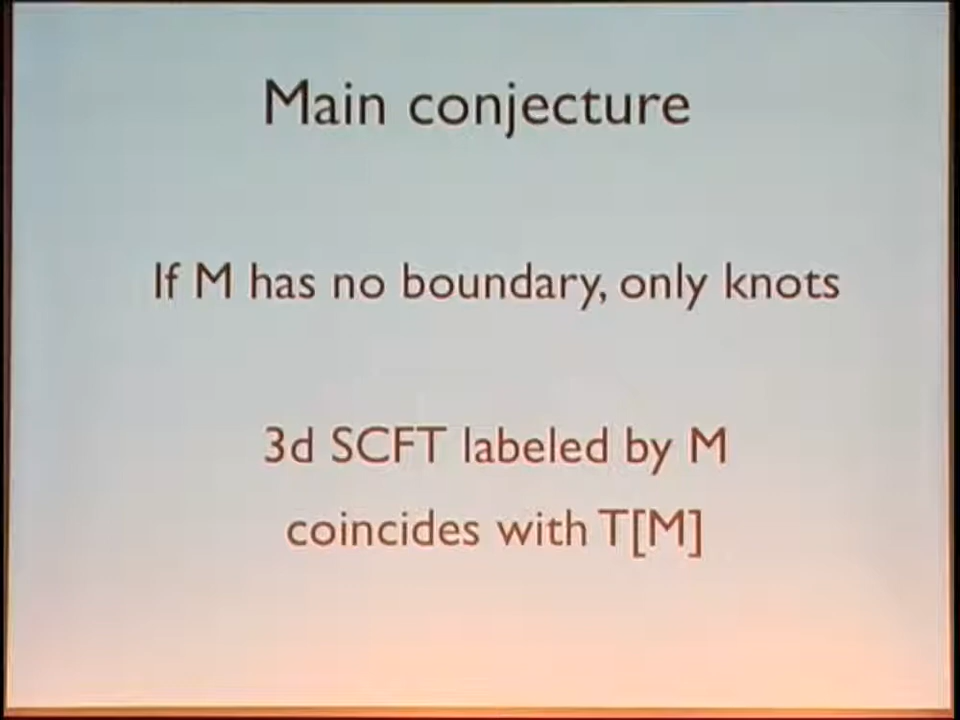 Main conjecture
If M has no boundary, only knots
3d SCFT labeled by M
coincides with T[M]